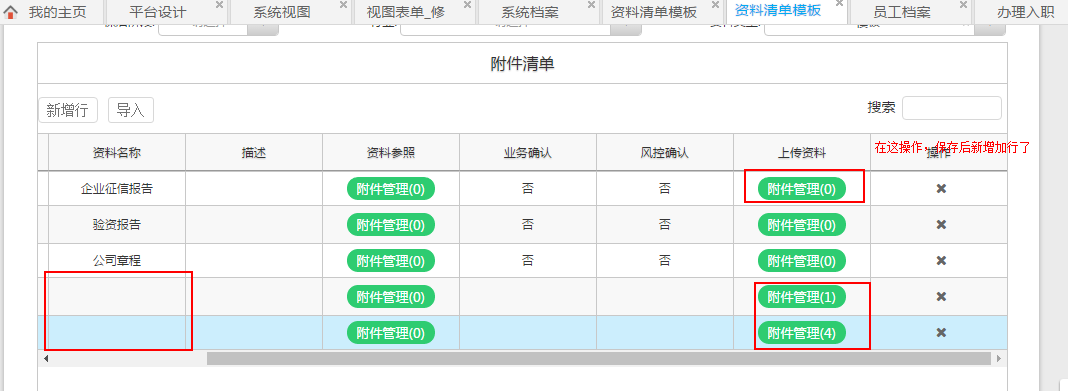 我的主页 平台设计 系统视图 视图表单_修 系统档案 资料清单模板 资料清单模板 员工档案 办理入职
附件清单
新增行 导入 搜索
资料名称 描述 资料参照 业务确认 风控确认 上传资料 操作
在这操作，保存后新增加行了
企业征信报告 附件管理(0) 否 否 附件管理(0)
验资报告 附件管理(0) 否 否 附件管理(0)
公司章程 附件管理(0) 否 否 附件管理(0)
附件管理(0) 附件管理(1)
附件管理(0) 附件管理(4)